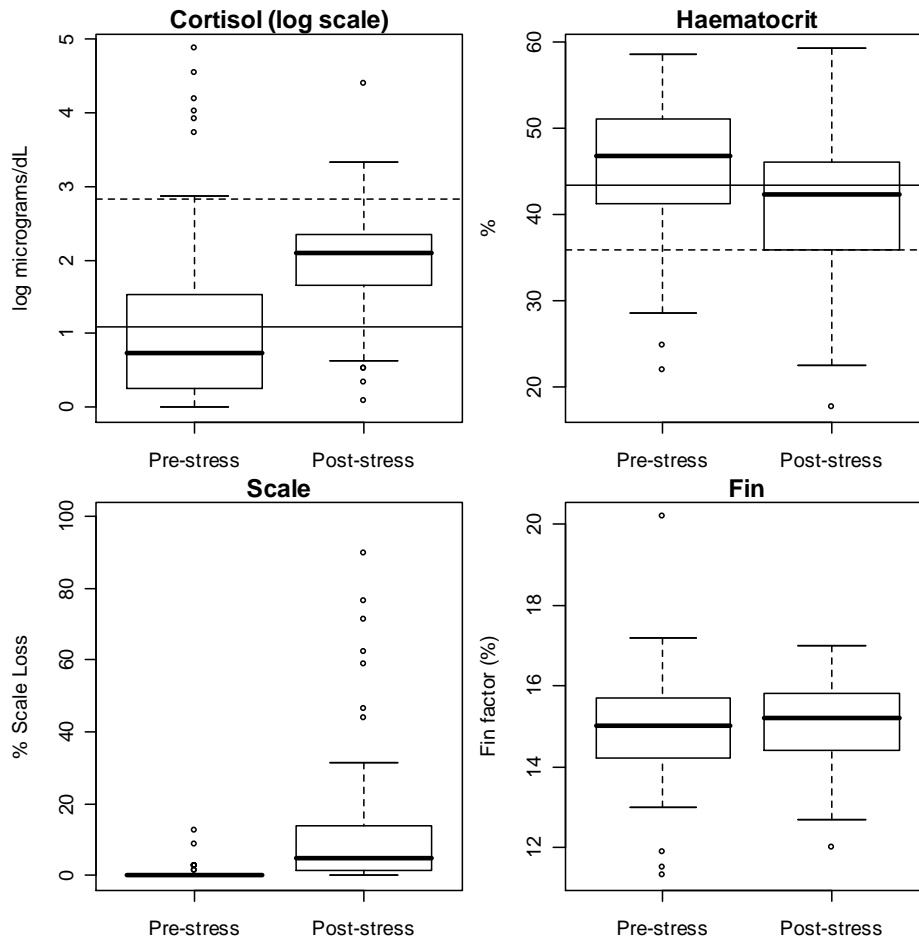 Cortisol (log scale)
log micrograms/dL
5
4
3
2
1
0
Pre-stress Post-stress
Haematocrit
%
60
50
40
30
20
Pre-stress Post-stress
Scale
% Scale Loss
100
80
60
40
20
0
Pre-stress Post-stress
Fin
Fin factor (%)
20
18
16
14
12
Pre-stress Post-stress